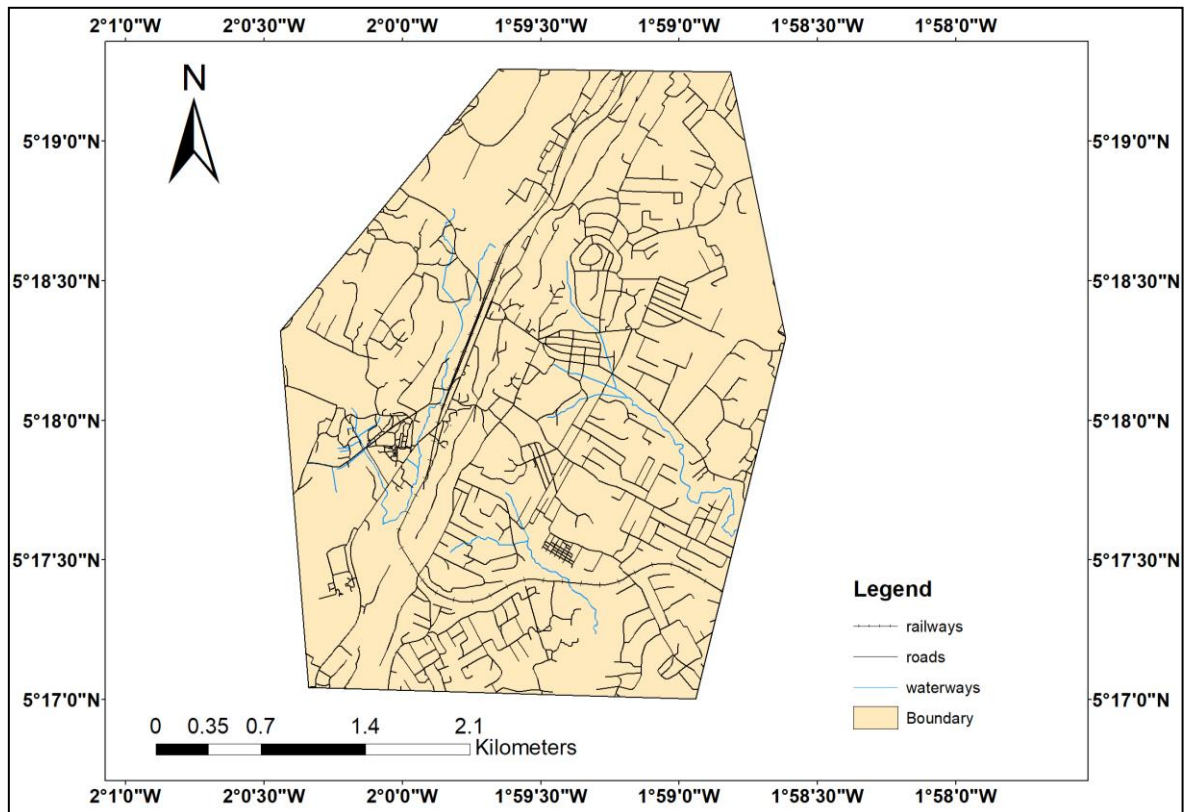 2°1'0"W 2°0'30"W 2°0'0"W 1°59'30"W 1°59'0"W 1°58'30"W 1°58'0"W
N
5°19'0"N 5°19'0"N
5°18'30"N 5°18'30"N
5°18'0"N 5°18'0"N
5°17'30"N 5°17'30"N
Legend
railways
roads
waterways
Boundary
5°17'0"N 5°17'0"N
0 0.35 0.7 1.4 2.1
Kilometers
2°1'0"W 2°0'30"W 2°0'0"W 1°59'30"W 1°59'0"W 1°58'30"W 1°58'0"W